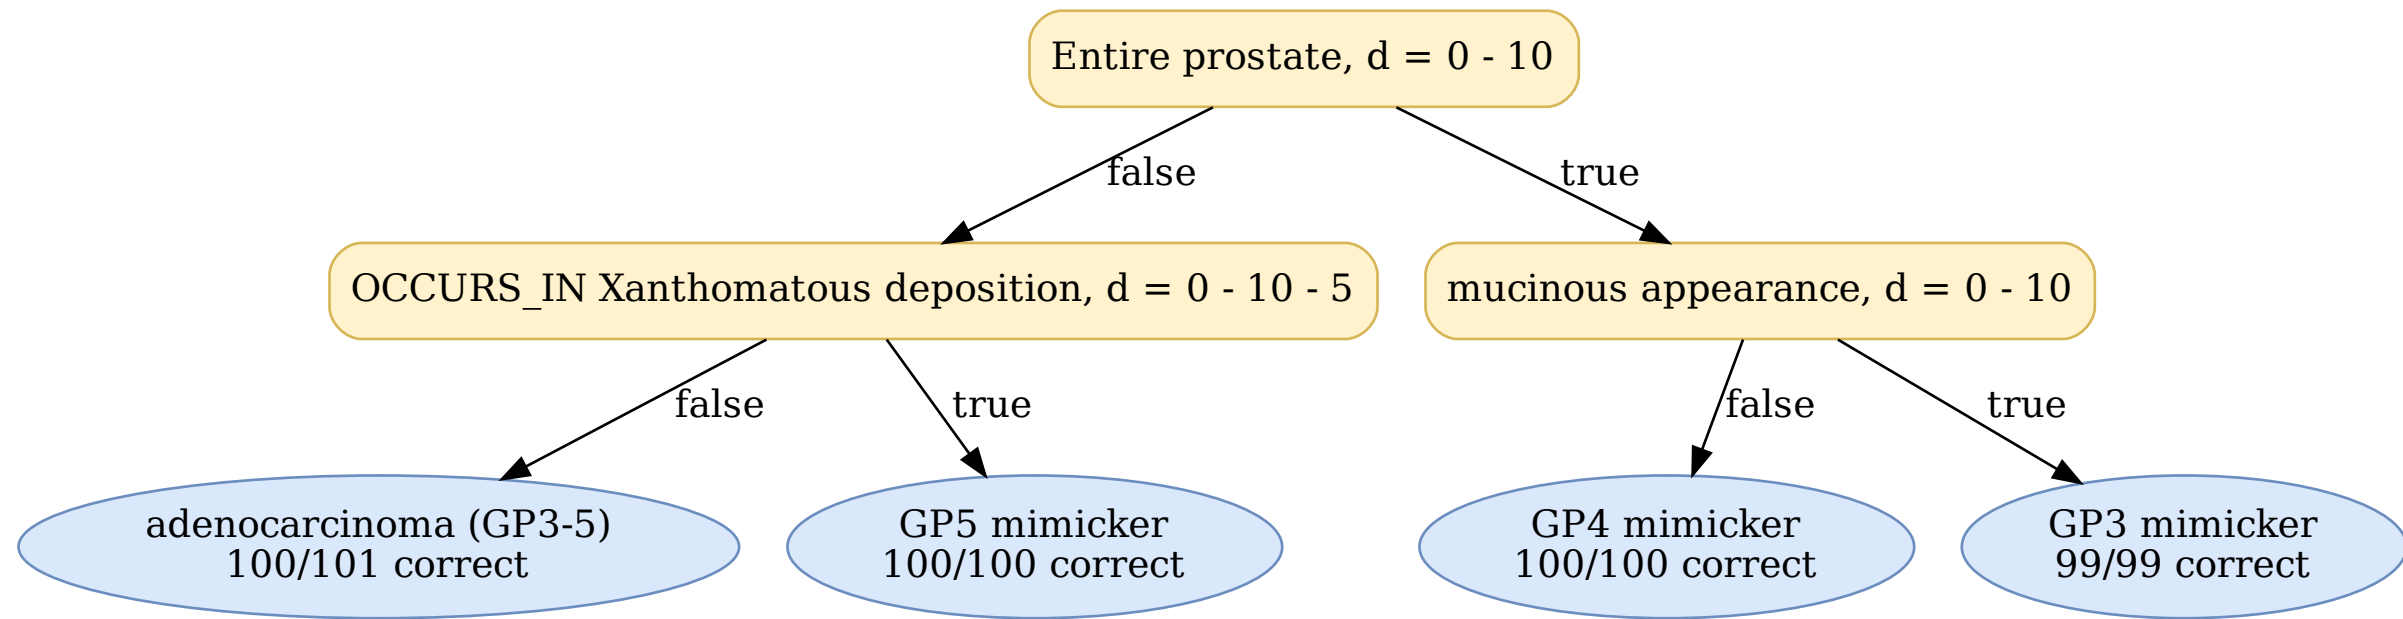 Entire prostate, d = 0 - 10
false
true
OCCURS_IN Xanthomatous deposition, d = 0 - 10 - 5
mucinous appearance, d = 0 - 10
false
true
false
true
adenocarcinoma (GP3-5)
100/101 correct
GP5 mimicker
100/100 correct
GP4 mimicker
100/100 correct
GP3 mimicker
99/99 correct